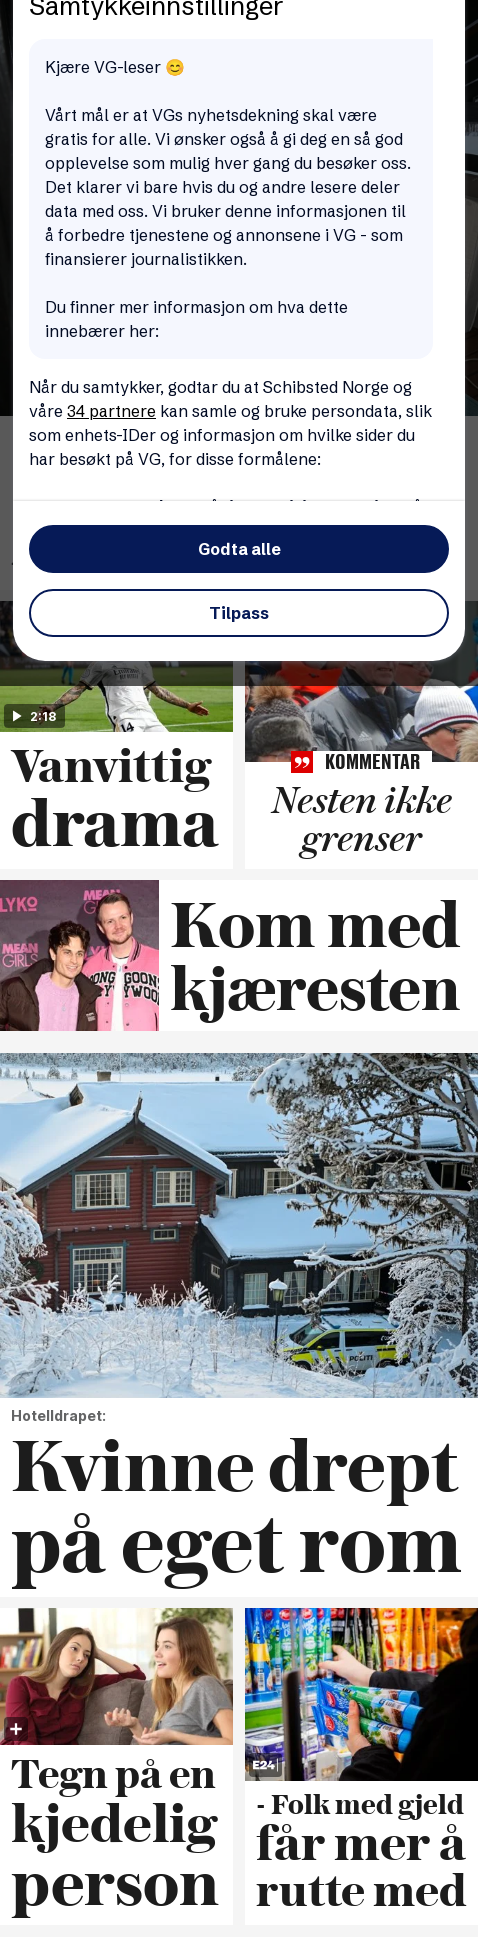 Samtykkeinnstillinger
Kjære VG-leser 😊
Vårt mål er at VGs nyhetsdekning skal være
gratis for alle. Vi ønsker også å gi deg en så god
opplevelse som mulig hver gang du besøker oss.
Det klarer vi bare hvis du og andre lesere deler
data med oss. Vi bruker denne informasjonen til
å forbedre tjenestene og annonsene i VG - som
finansierer journalistikken.
Du finner mer informasjon om hva dette
innebærer her:
Når du samtykker, godtar du at Schibsted Norge og
våre 34 partnere kan samle og bruke persondata, slik
som enhets-IDer og informasjon om hvilke sider du
har besøkt på VG, for disse formålene:
Godta alle
Tilpass
2:18
14
Vanvittig
drama
KOMMENTAR
Nesten ikke
grenser
LYKO
MEAN
GIRLS
MEAN
Kom med
kjæresten
POLITI
Hotelldrapet:
Kvinne drept
på eget rom
Tegn på en
kjedelig
person
E24
- Folk med gjeld
får mer å
rutte med